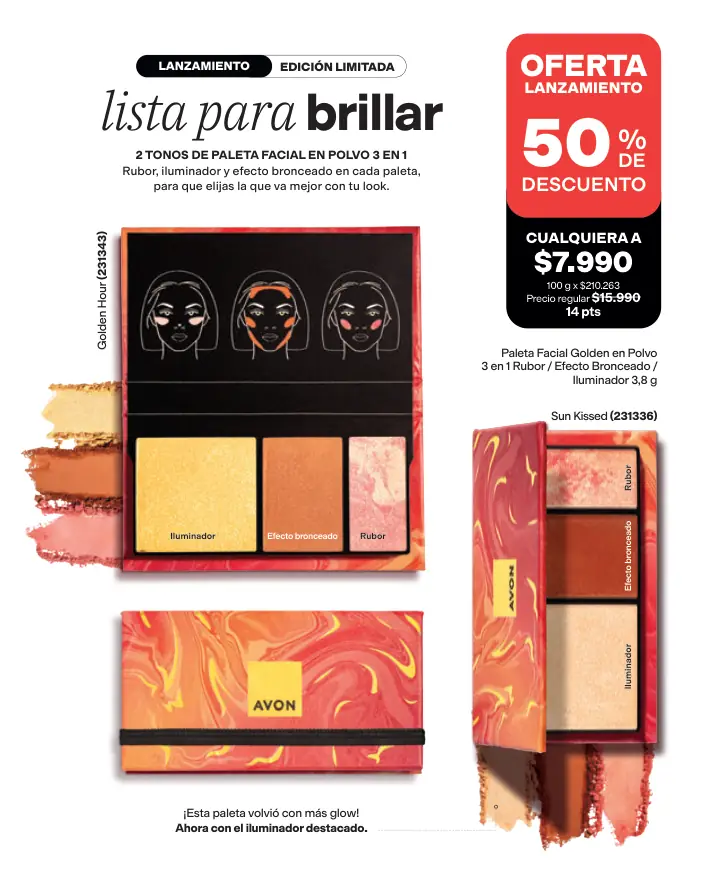 LANZAMIENTO
EDICIÓN LIMITADA
lista para brillar
2 TONOS DE PALETA FACIAL EN POLVO 3 EN 1
Rubor, iluminador y efecto bronceado en cada paleta,
para que elijas la que va mejor con tu look.
OFERTA
LANZAMIENTO
50 % DE
DESCUENTO
CUALQUIERA A
$7.990
100 g x $210.263
Precio regular $15.990
14 pts
Golden Hour (231343)
Iluminador
Efecto bronceado
Rubor
Paleta Facial Golden en Polvo
3 en 1 Rubor / Efecto Bronceado /
Iluminador 3,8 g
Sun Kissed (231336)
Rubor
Efecto bronceado
Iluminador
AVON
AVON
¡Esta paleta volvió con más glow!
Ahora con el iluminador destacado.